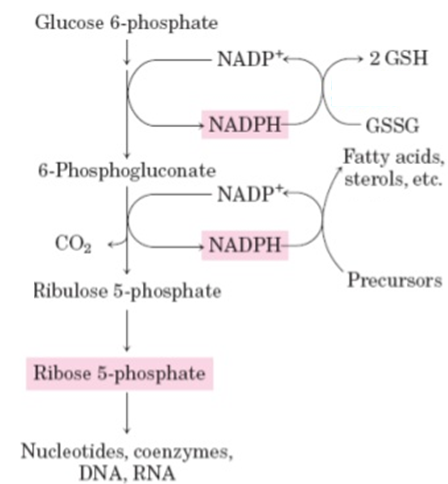 Glucose 6-phosphate
NADP⁺
2 GSH
NADPH
GSSG
6-Phosphogluconate
Fatty acids,
sterols, etc.
NADP⁺
CO₂
NADPH
Precursors
Ribulose 5-phosphate
Ribose 5-phosphate
Nucleotides, coenzymes,
DNA, RNA